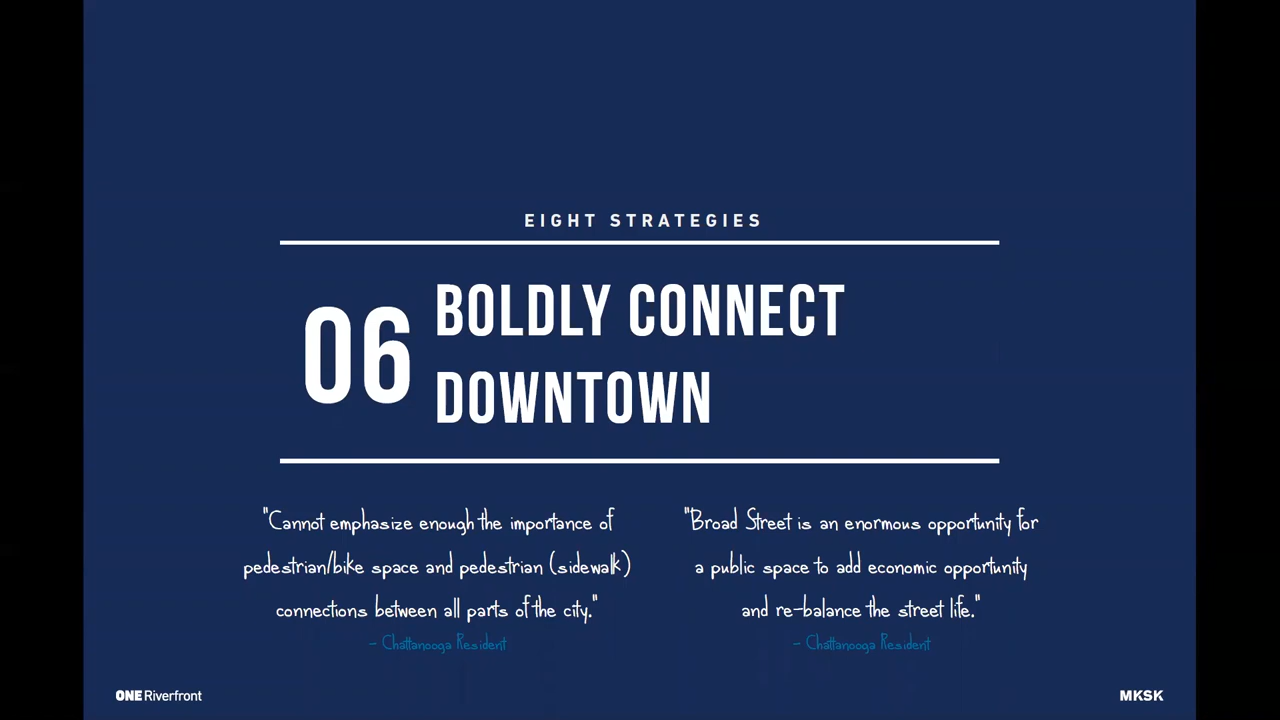 EIGHT STRATEGIES
06
BOLDLY CONNECT
DOWNTOWN
"Cannot emphasize enough the importance of
pedestrian/bike space and pedestrian (sidewalk)
connections between all parts of the city."
- Chattanooga Resident
"Broad Street is an enormous opportunity for
a public space to add economic opportunity
and re-balance the street life."
- Chattanooga Resident
ONE Riverfront
MKSK